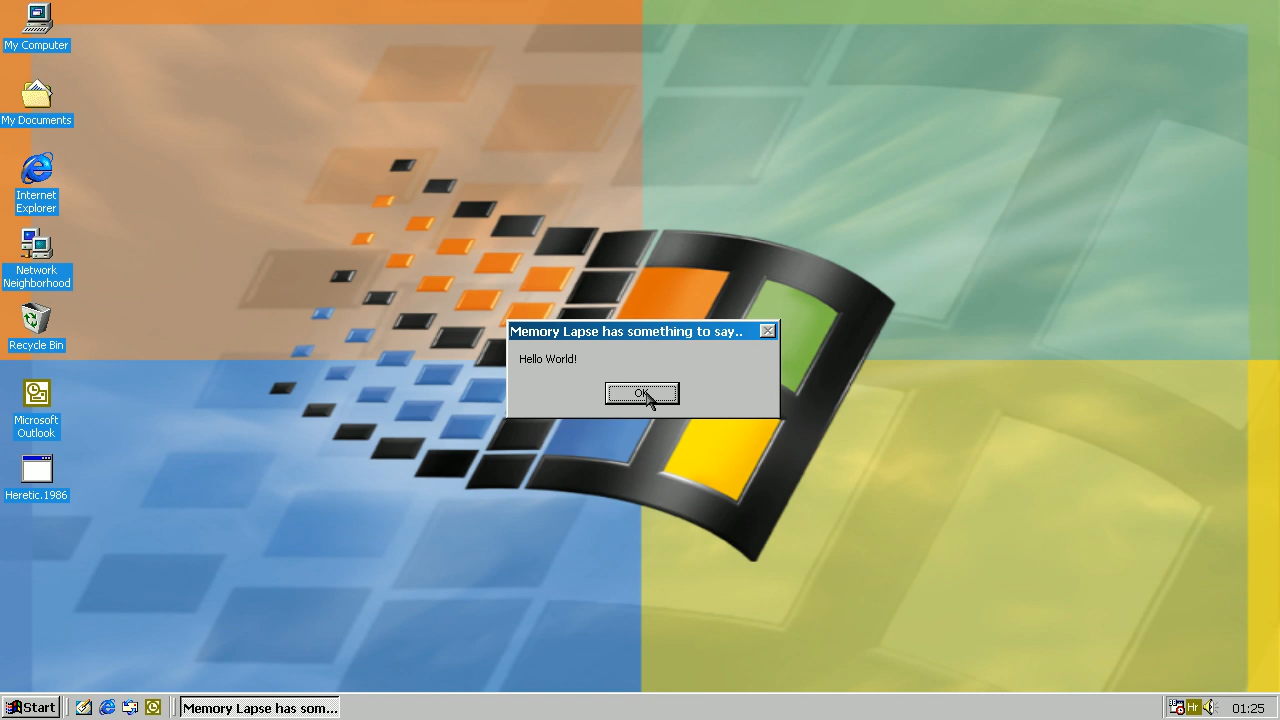 My Computer
My Documents
Internet
Explorer
Network
Neighborhood
Recycle Bin
Microsoft
Outlook
Heretic.1986
Memory Lapse has something to say..
Hello World!
OK
Start
Memory Lapse has som...
Hr
01:25